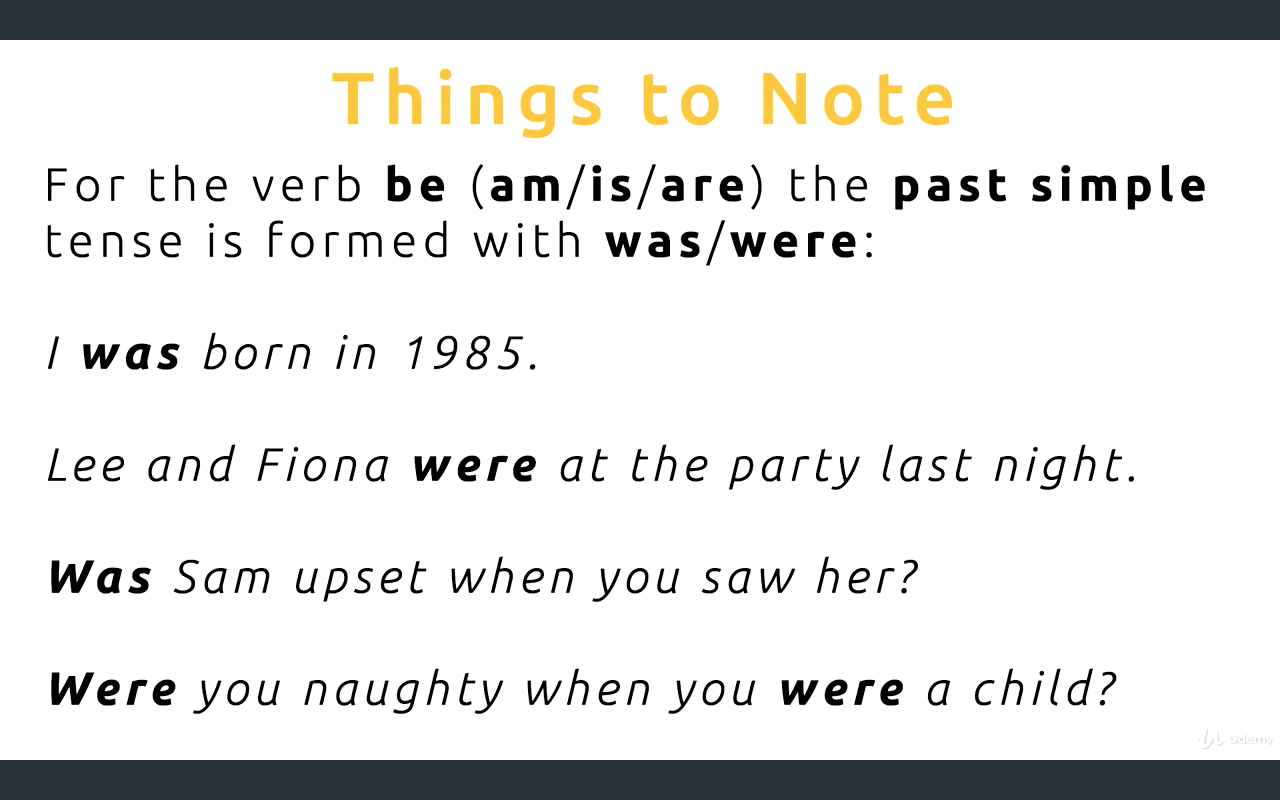 Things to Note
For the verb be (am/is/are) the past simple
tense is formed with was/were:
I was born in 1985.
Lee and Fiona were at the party last night.
Was Sam upset when you saw her?
Were you naughty when you were a child?
Udemy